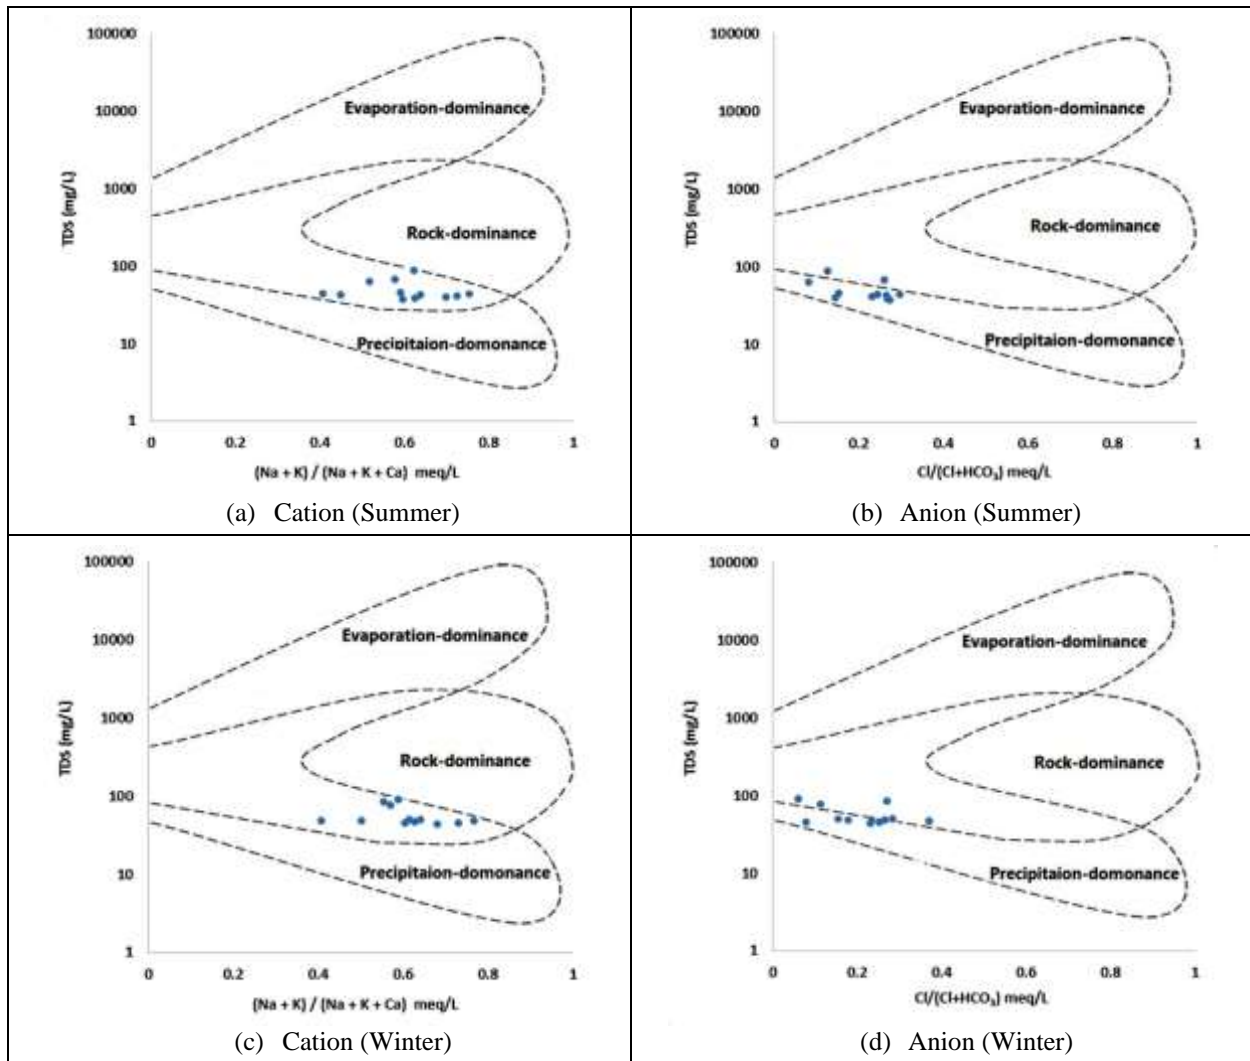 100000
10000
1000
100
10
1
TDS (mg/L)
Evaporation-dominance
Rock-dominance
Precipitaion-domonance
0 0.2 0.4 0.6 0.8 1
(Na + K) / (Na + K + Ca) meq/L
(a) Cation (Summer)
100000
10000
1000
100
10
1
TDS (mg/L)
Evaporation-dominance
Rock-dominance
Precipitaion-domonance
0 0.2 0.4 0.6 0.8 1
Cl/(Cl+HCO₃) meq/L
(b) Anion (Summer)
100000
10000
1000
100
10
1
TDS (mg/L)
Evaporation-dominance
Rock-dominance
Precipitaion-domonance
0 0.2 0.4 0.6 0.8 1
(Na + K) / (Na + K + Ca) meq/L
(c) Cation (Winter)
100000
10000
1000
100
10
1
TDS (mg/L)
Evaporation-dominance
Rock-dominance
Precipitaion-domonance
0 0.2 0.4 0.6 0.8 1
Cl/(Cl+HCO₃) meq/L
(d) Anion (Winter)